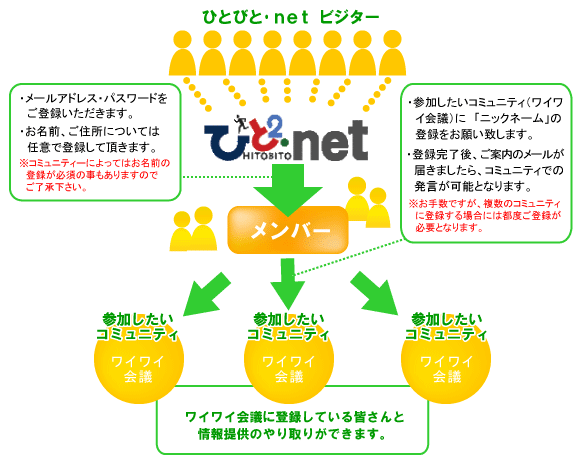 ひとびと・net ビジター
・メールアドレス・パスワードを
ご登録いただきます。
・お名前、ご住所については
任意で登録して頂きます。
※コミュニティーによってはお名前の
登録が必須の事もありますので
ご了承下さい。
ひと2・net
HITOBITO
・参加したいコミュニティ(ワイワ
イ会議)に 「ニックネーム」の
登録をお願い致します。
・登録完了後、ご案内のメールが
届きましたら、コミュニティでの
発言が可能となります。
※お手数ですが、複数のコミュニティ
に登録する場合には都度ご登録が
必要となります。
メンバー
参加したい
コミュニティ
ワイワイ
会議
参加したい
コミュニティ
ワイワイ
会議
参加したい
コミュニティ
ワイワイ
会議
ワイワイ会議に登録している皆さんと
情報提供のやり取りができます。